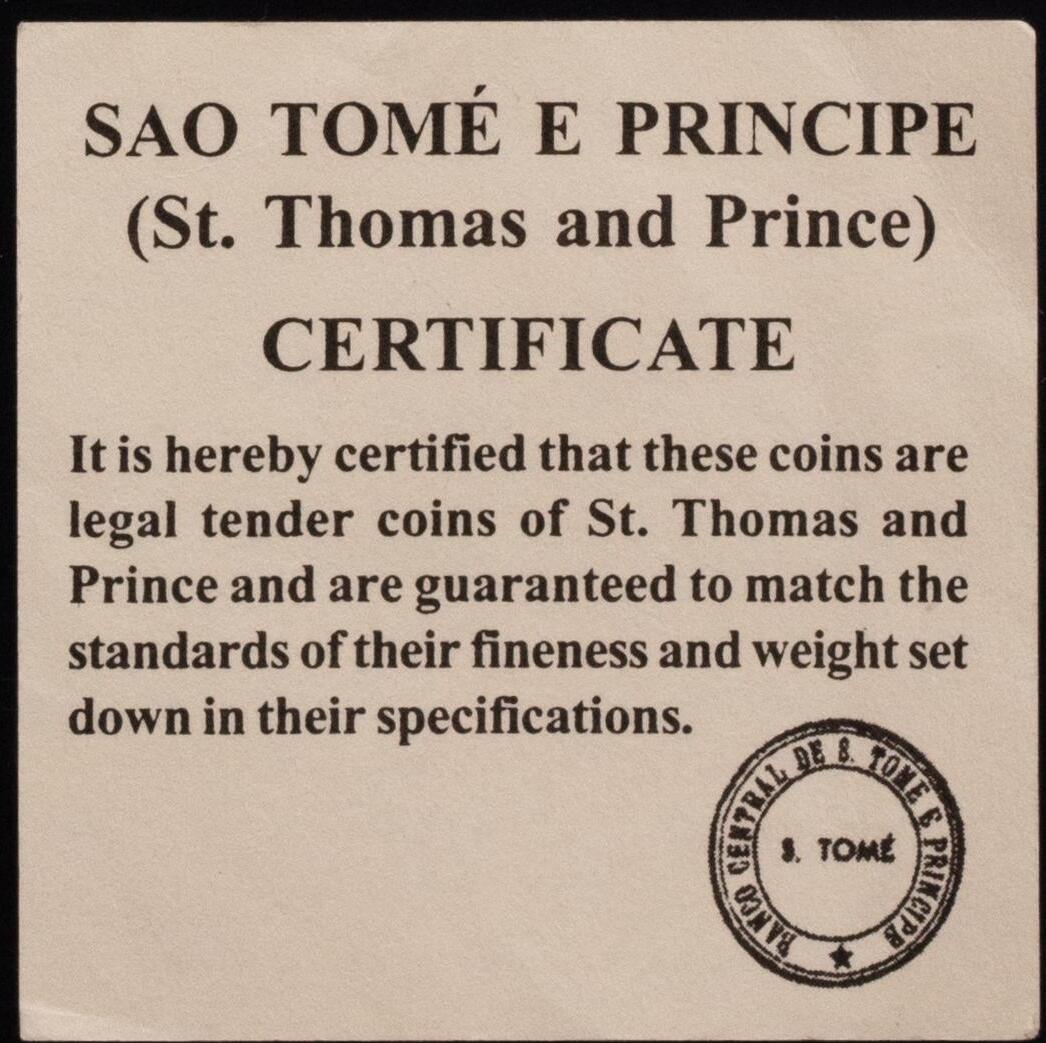 SAO TOMÉ E PRINCIPE
(St. Thomas and Prince)
CERTIFICATE
It is hereby certified that these coins are
legal tender coins of St. Thomas and
Prince and are guaranteed to match the
standards of their fineness and weight set
down in their specifications.
BANCO CENTRAL DE S. TOME E PRINCIPE
S. TOMÉ